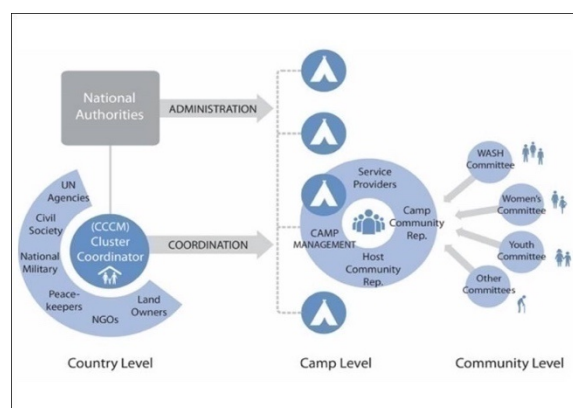 National
Authorities
ADMINISTRATION
UN
Agencies
Civil
Society
National
Military
Peace-
keepers
NGOs
Land
Owners
(CCCM)
Cluster
Coordinator
COORDINATION
Service
Providers
CAMP
MANAGEMENT
Camp
Community
Rep.
Host
Community
Rep.
WASH
Committee
Women's
Committee
Youth
Committee
Other
Committees
Country Level
Camp Level
Community Level